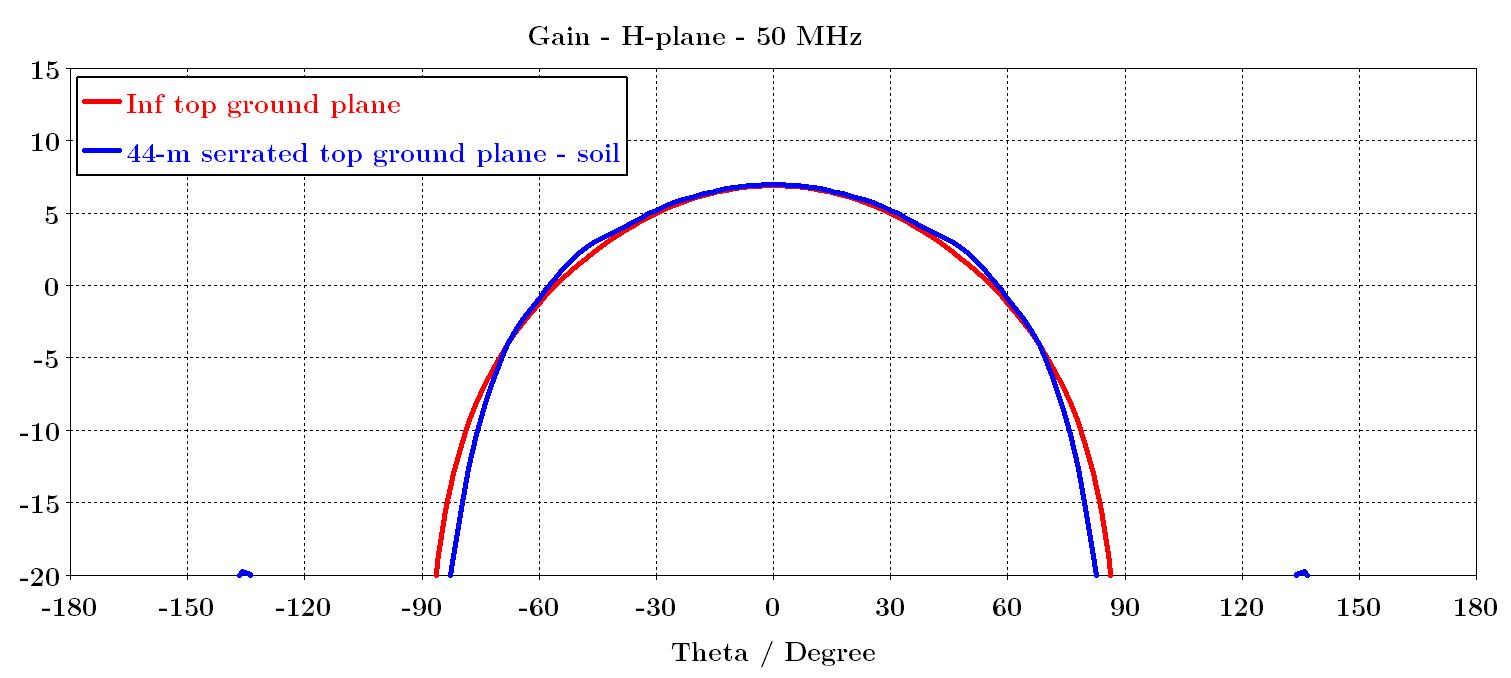 Gain - H-plane - 50 MHz
15
Inf top ground plane
10
44-m serrated top ground plane - soil
5
0
-5
-10
-15
-20
-180 -150 -120 -90 -60 -30 0 30 60 90 120 150 180
Theta / Degree